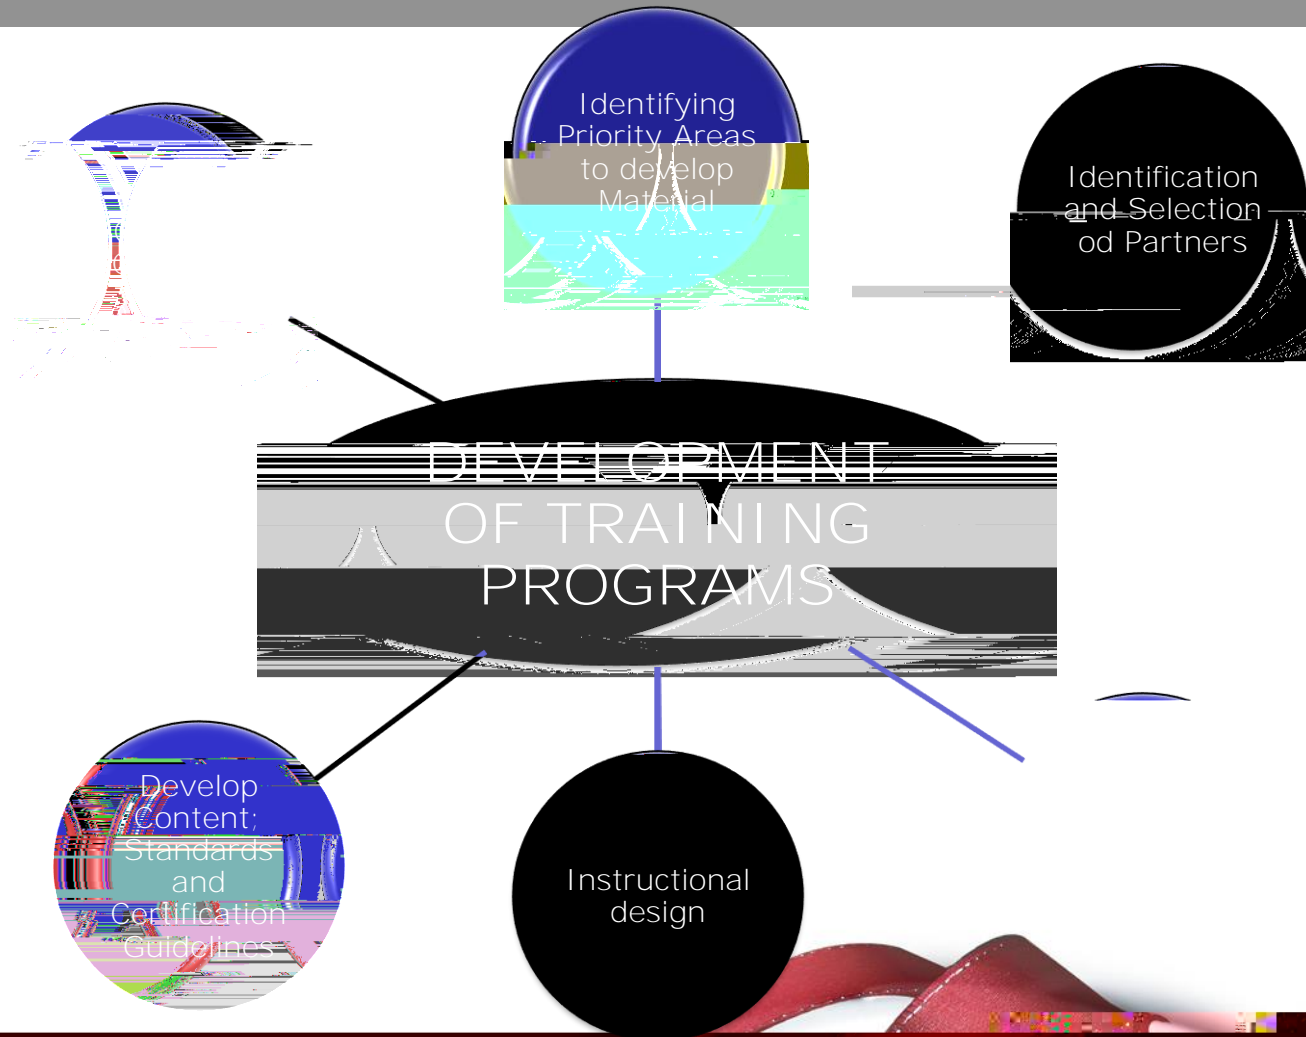 Identifying
Priority Areas
to develop
Material
Identification
and Selection
od Partners
DEVELOPMENT
OF TRAINING
PROGRAMS
Develop
Content;
Standards
and
Certification
Guidelines
Instructional
design